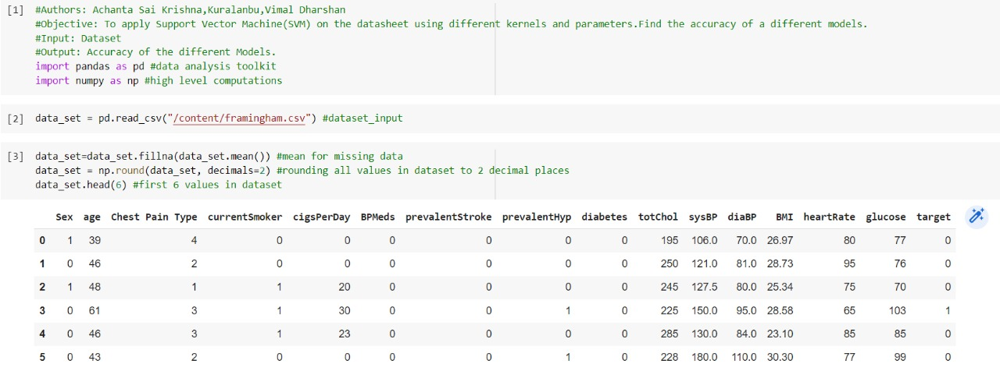 [1] #Authors: Achanta Sai Krishna,Kuralanbu,Vimal Dharshan
#Objective: To apply Support Vector Machine(SVM) on the datasheet using different kernels and parameters.Find the accuracy of a different models.
#Input: Dataset
#Output: Accuracy of the different Models.
import pandas as pd #data analysis toolkit
import numpy as np #high level computations
[2] data_set = pd.read_csv("/content/framingham.csv") #dataset_input
[3] data_set=data_set.fillna(data_set.mean()) #mean for missing data
data_set = np.round(data_set, decimals=2) #rounding all values in dataset to 2 decimal places
data_set.head(6) #first 6 values in dataset
Sex age Chest Pain Type currentSmoker cigsPerDay BPMeds prevalentStroke prevalentHyp diabetes totChol sysBP diaBP BMI heartRate glucose target
0 1 39 4 0 0 0 0 0 0 195 106.0 70.0 26.97 80 77 0
1 0 46 2 0 0 0 0 0 0 250 121.0 81.0 28.73 95 76 0
2 1 48 1 1 20 0 0 0 0 245 127.5 80.0 25.34 75 70 0
3 0 61 3 1 30 0 0 1 0 225 150.0 95.0 28.58 65 103 1
4 0 46 3 1 23 0 0 0 0 285 130.0 84.0 23.10 85 85 0
5 0 43 2 0 0 0 0 1 0 228 180.0 110.0 30.30 77 99 0